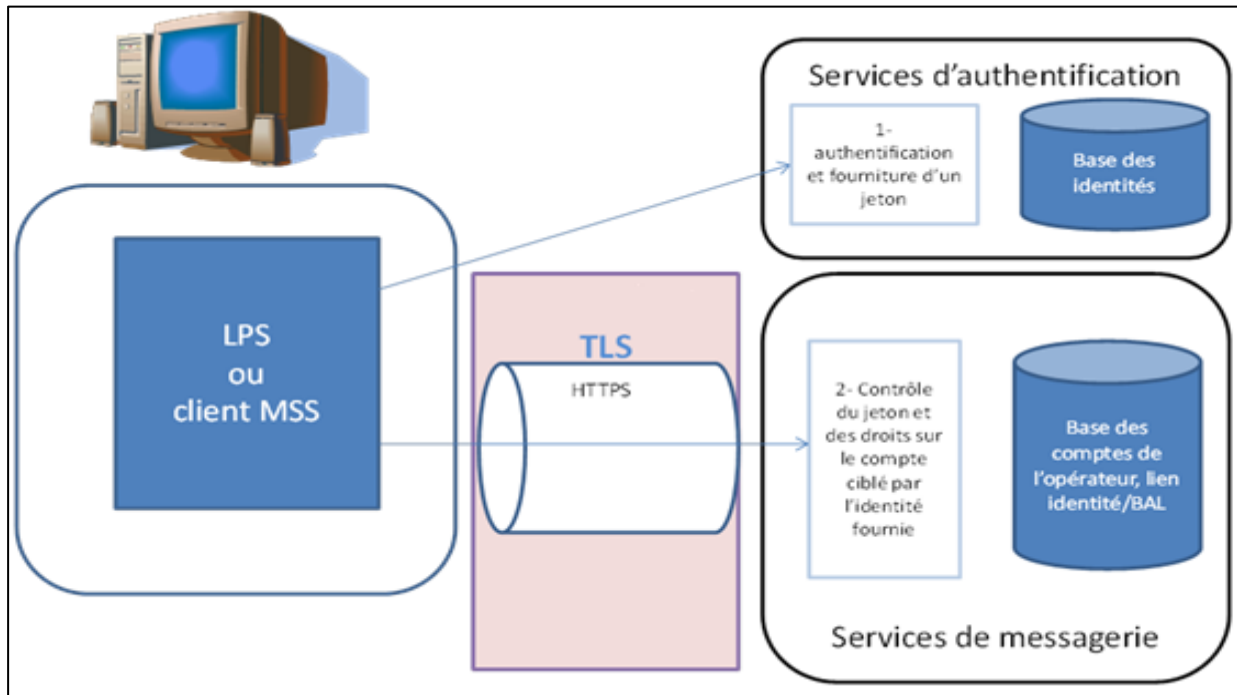 Services d'authentification
1-
authentification
et fourniture d'un
jeton
Base des
identités
LPS
ou
client MSS
TLS
HTTPS
2- Contrôle
du jeton et
des droits sur
le compte
ciblé par
l'identité
fournie
Base des
comptes de
l'opérateur, lien
identité/BAL
Services de messagerie